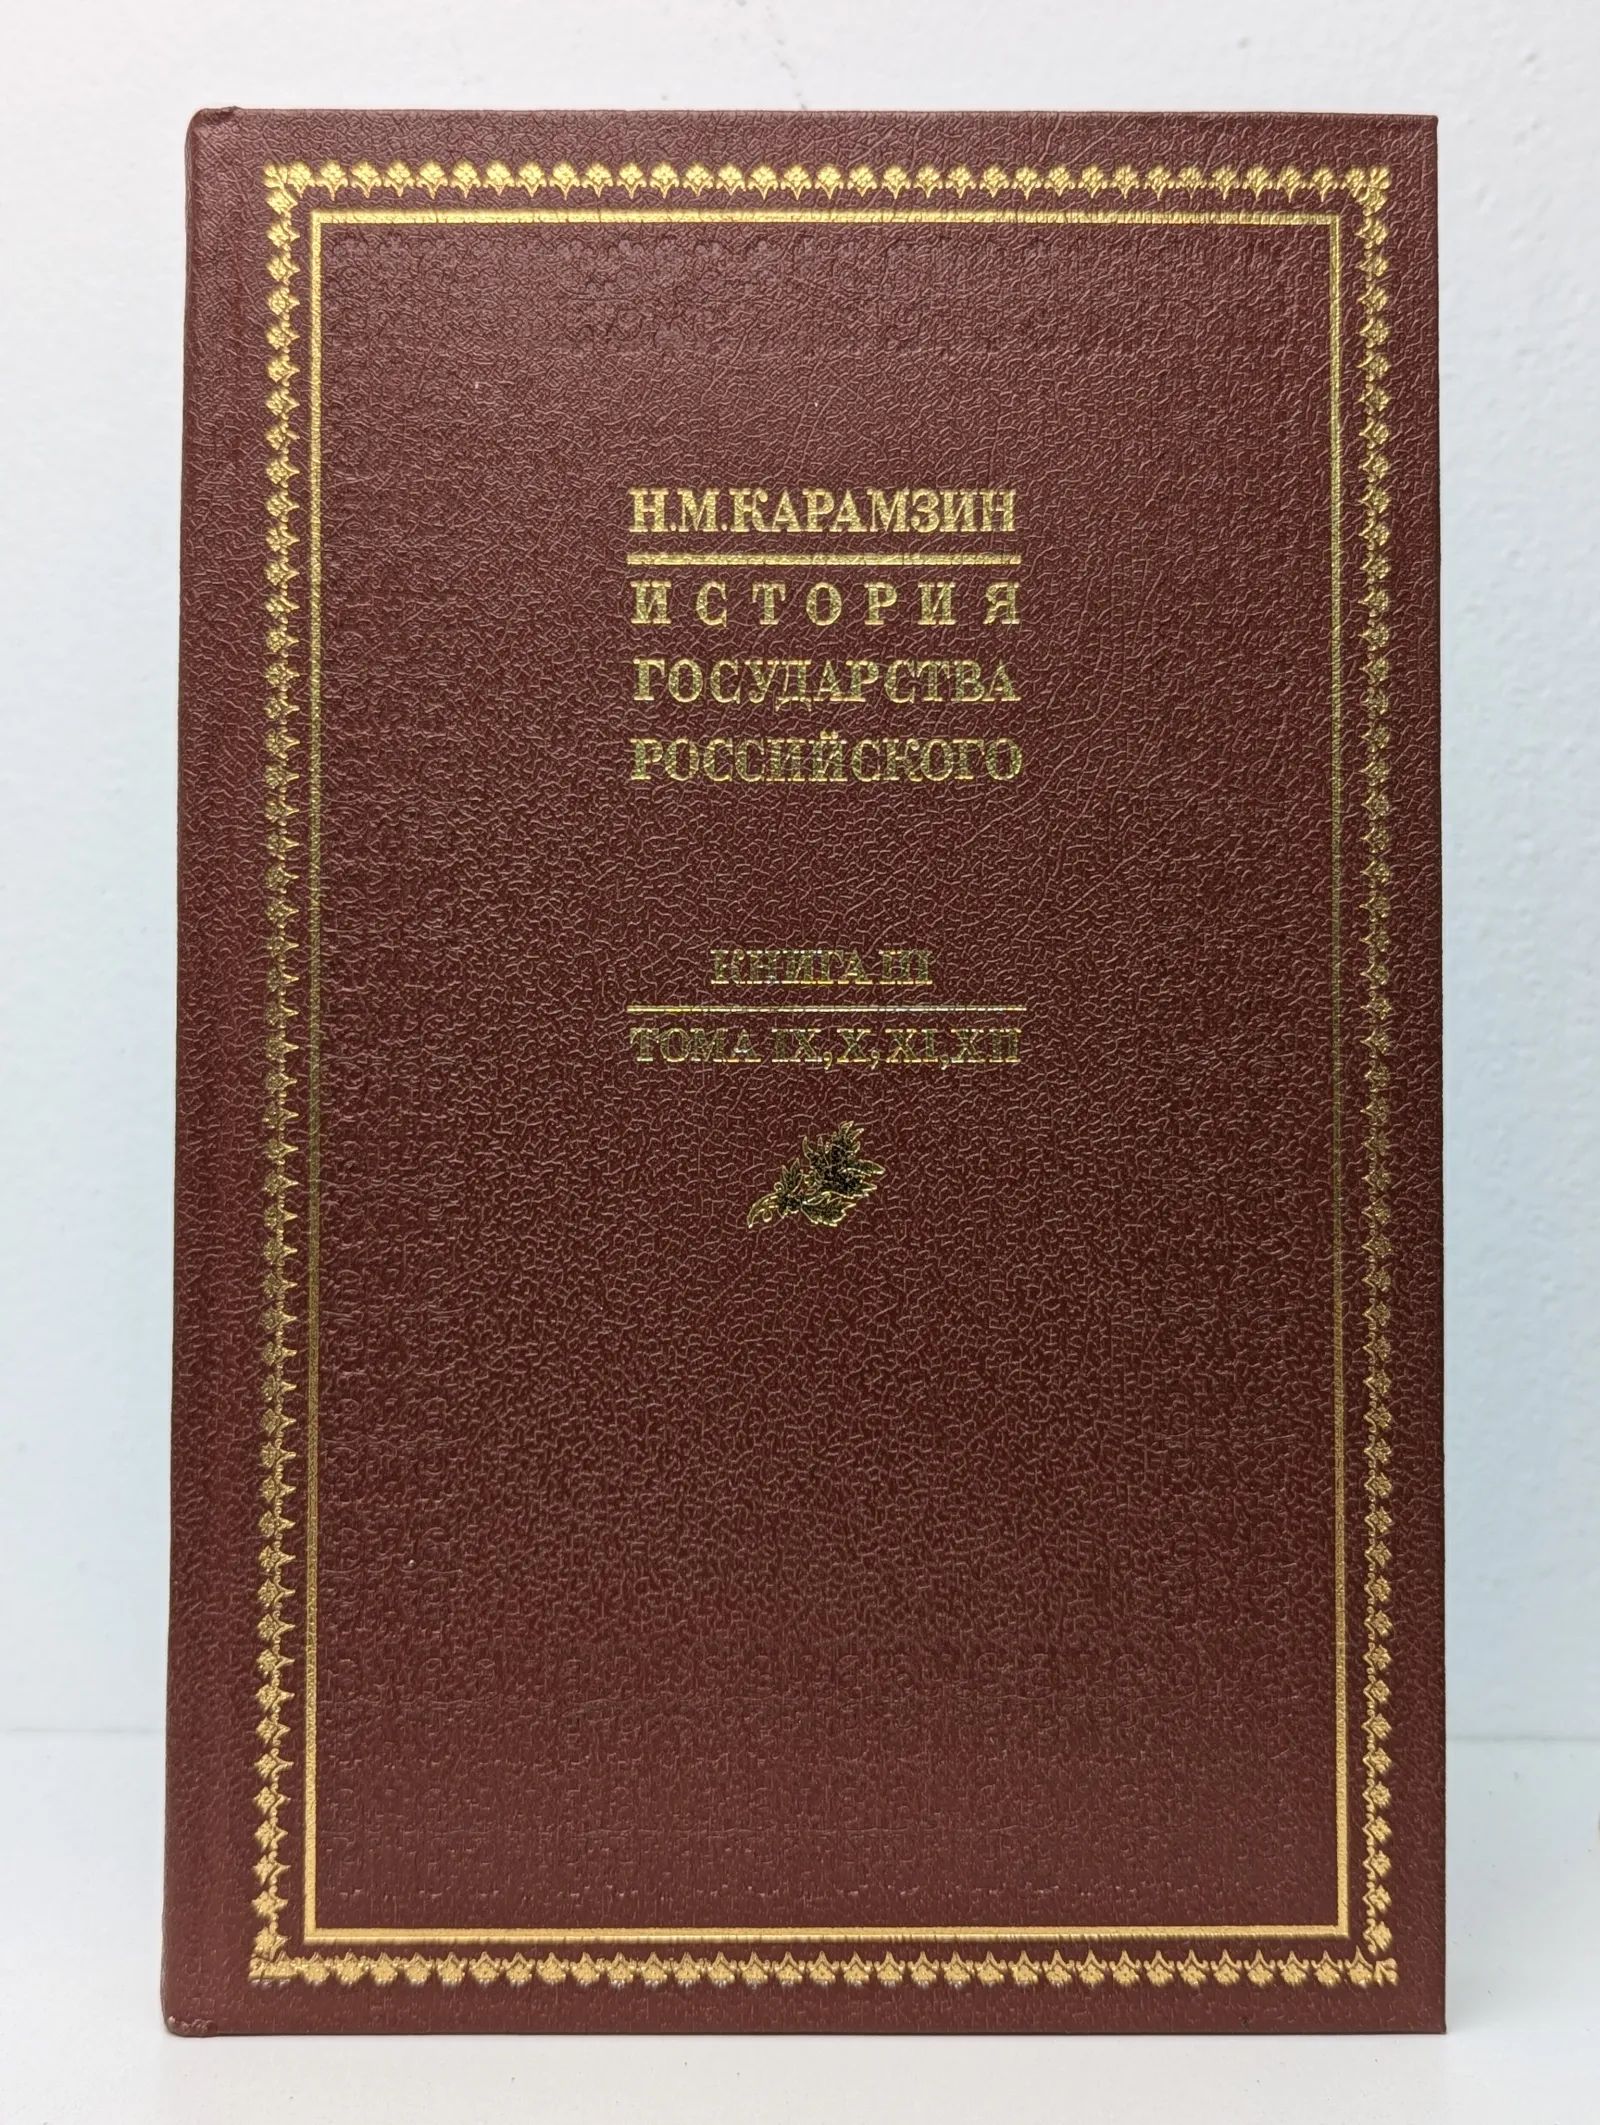 Н.М.КАРАМЗИН
ИСТОРИЯ
ГОСУДАРСТВА
РОССИЙСКОГО
КНИГА III
ТОМА IX, X, XI, XII